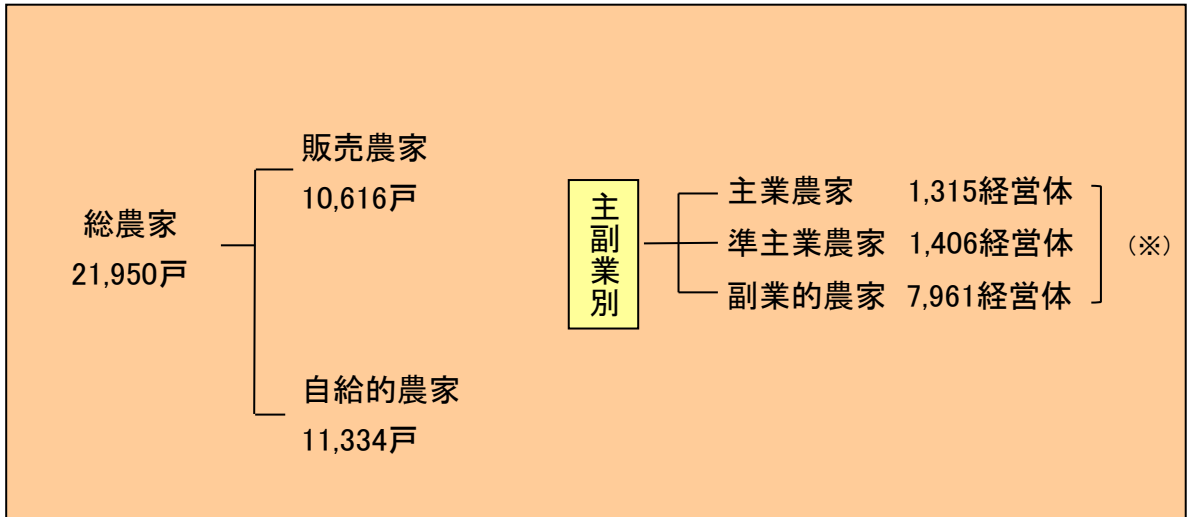 総農家
21,950戸
販売農家
10,616戸
自給的農家
11,334戸
主副業別
主業農家 1,315経営体
準主業農家 1,406経営体
副業的農家 7,961経営体
(※)